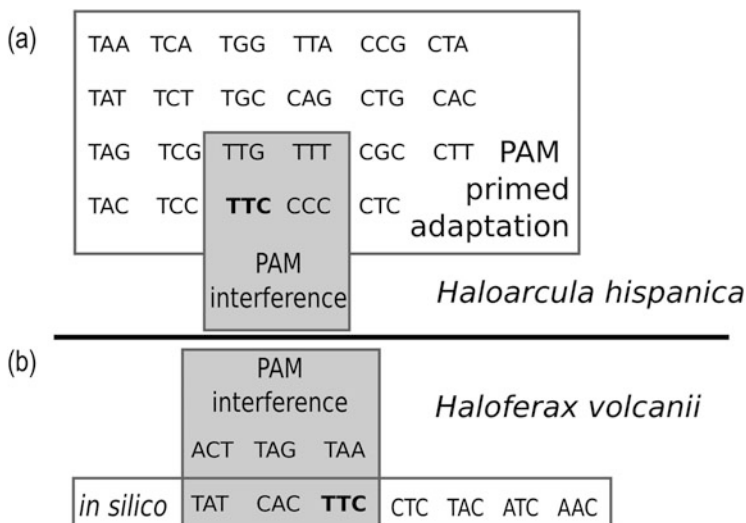 (a)
TAA TCA TGG TTA CCG CTA
TAT TCT TGC CAG CTG CAC
TAG TCG TTG TTT CGC CTT PAM
primed
TAC TCC TTC CCC CTC adaptation
PAM
interference
Haloarcula hispanica
(b)
PAM
interference
Haloferax volcanii
ACT TAG TAA
in silico TAT CAC TTC CTC TAC ATC AAC